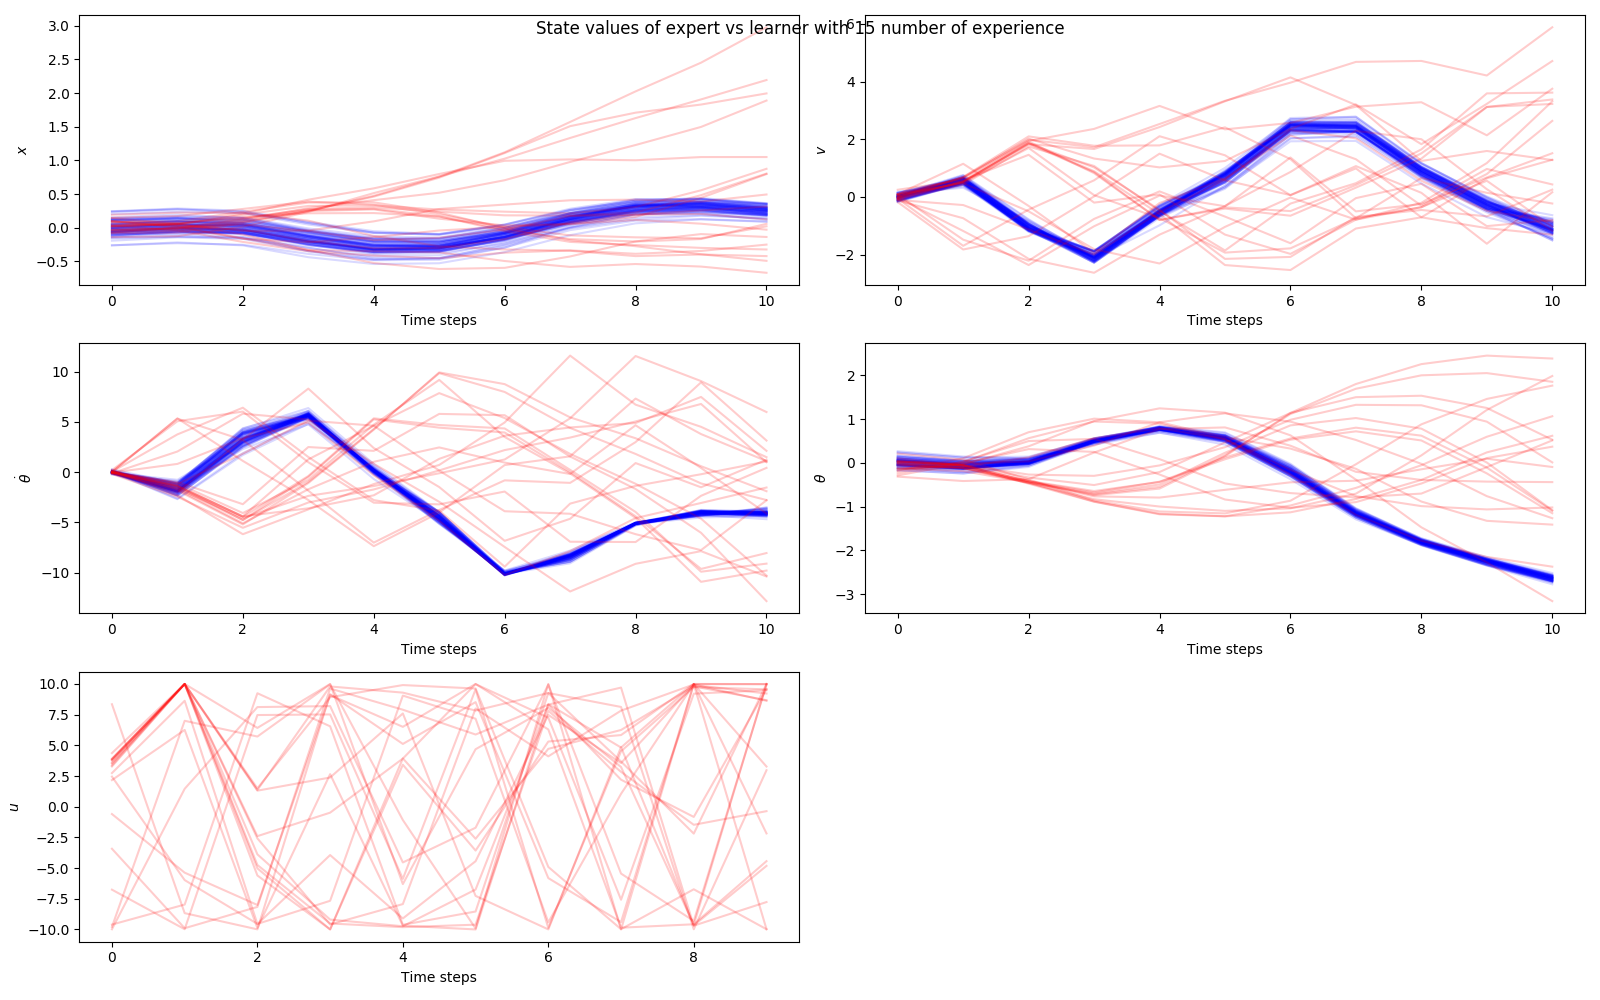 State values of expert vs learner with 15 number of experience
3.0
2.5
2.0
1.5
1.0
0.5
0.0
−0.5
x
0 2 4 6 8 10
Time steps
6
4
2
0
−2
v
0 2 4 6 8 10
Time steps
10
5
0
−5
−10
θ̇
0 2 4 6 8 10
Time steps
2
1
0
−1
−2
−3
θ
0 2 4 6 8 10
Time steps
10.0
7.5
5.0
2.5
0.0
−2.5
−5.0
−7.5
−10.0
u
0 2 4 6 8
Time steps